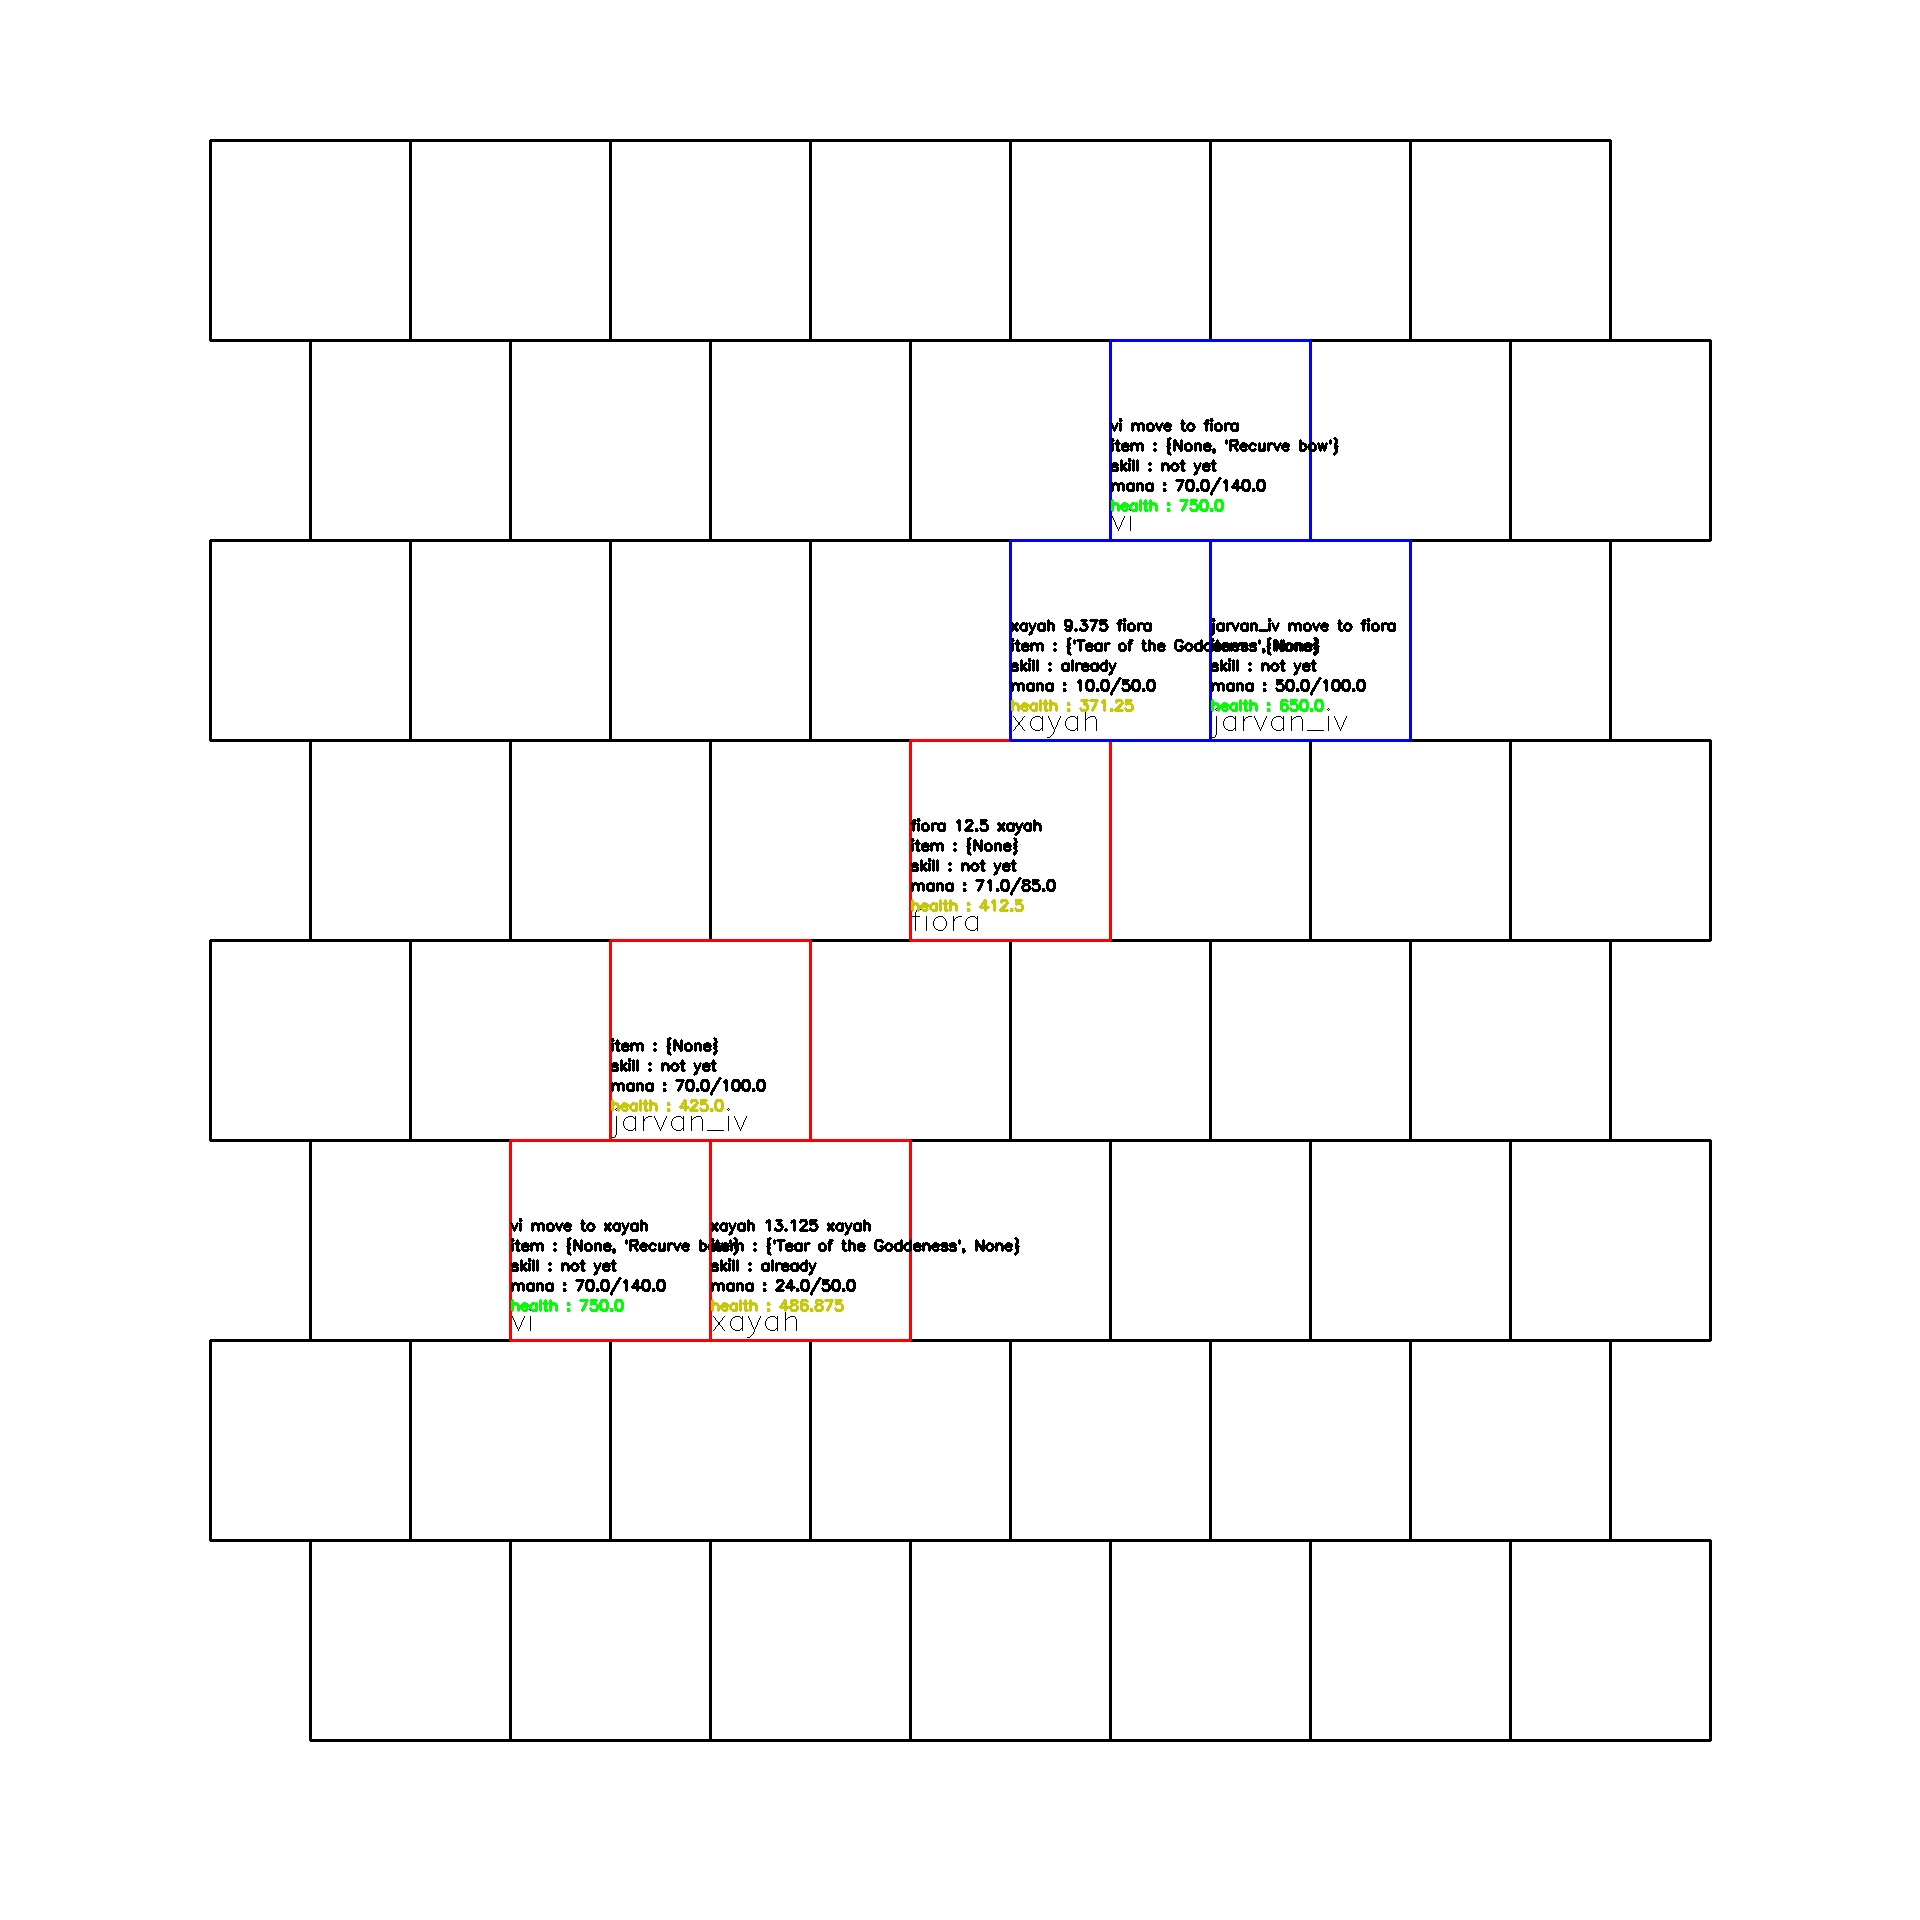 vi move to fiora
item : {None, 'Recurve bow'}
skill : not yet
mana : 70.0/140.0
health : 750.0
vi
xayah 9.375 fiora
item : {'Tear of the Goddeness', None}
skill : already
mana : 10.0/50.0
health : 371.25
xayah
jarvan_iv move to fiora
item : {None}
skill : not yet
mana : 50.0/100.0
health : 650.0
jarvan_iv
fiora 12.5 xayah
item : {None}
skill : not yet
mana : 71.0/85.0
health : 412.5
fiora
item : {None}
skill : not yet
mana : 70.0/100.0
health : 425.0
jarvan_iv
vi move to xayah
item : {None, 'Recurve bow'}
skill : not yet
mana : 70.0/140.0
health : 750.0
vi
xayah 13.125 xayah
item : {'Tear of the Goddeness', None}
skill : already
mana : 24.0/50.0
health : 486.875
xayah